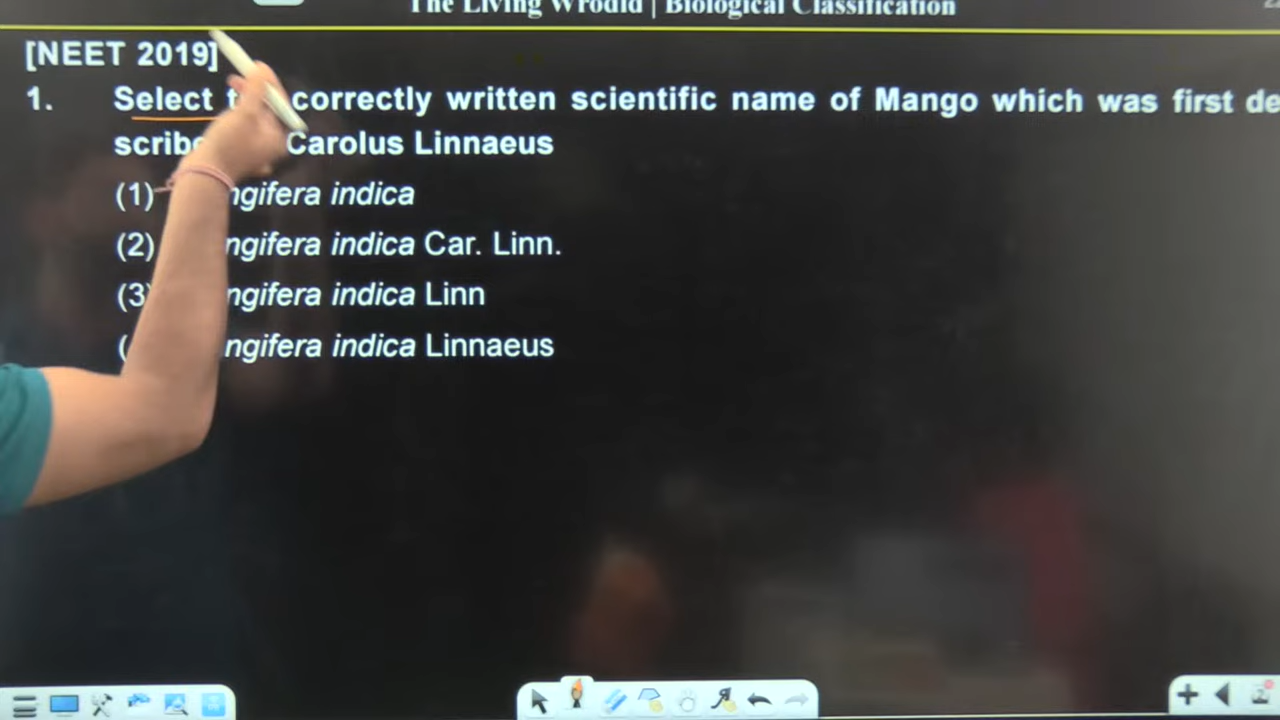 The Living Wrodld | Biological Classification
[NEET 2019]
1. Select correctly written scientific name of Mango which was first de
scribe Carolus Linnaeus
(1) ngifera indica
(2) ngifera indica Car. Linn.
(3) ngifera indica Linn
ngifera indica Linnaeus